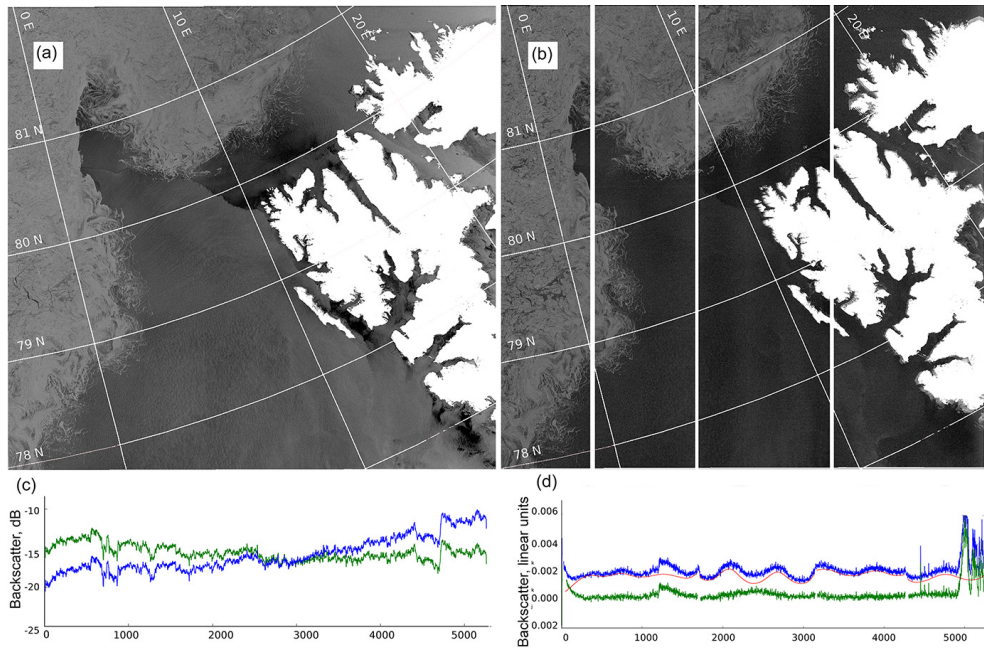 (a)
0 E
10 E
20 E
81 N
80 N
79 N
78 N
(b)
0 E
10 E
20 E
81 N
80 N
79 N
78 N
(c)
Backscatter, dB
-10
-15
-20
-25
0 1000 2000 3000 4000 5000
(d)
Backscatter, linear units
0.006
0.004
0.002
0.000
0.002
0 1000 2000 3000 4000 5000